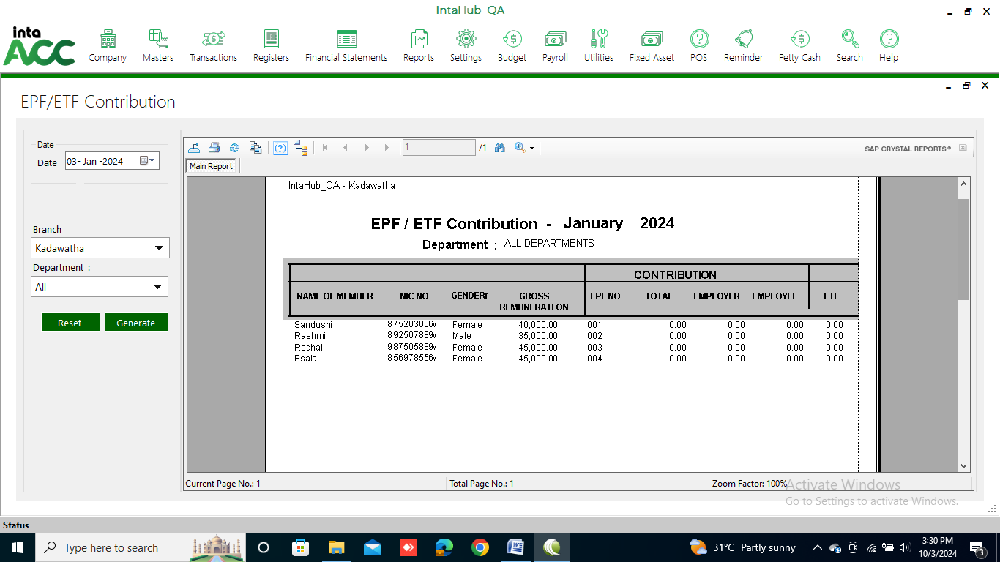 IntaHub_QA
inta
ACC
Company Masters Transactions Registers Financial Statements Reports Settings Budget Payroll Utilities Fixed Asset POS Reminder Petty Cash Search Help
EPF/ETF Contribution
Date
Date 03- Jan -2024
Branch
Kadawatha
Department :
All
Reset Generate
1 /1 SAP CRYSTAL REPORTS®
Main Report
IntaHub_QA - Kadawatha
EPF / ETF Contribution - January 2024
Department : ALL DEPARTMENTS
CONTRIBUTION
NAME OF MEMBER NIC NO GENDERr GROSS REMUNERATION EPF NO TOTAL EMPLOYER EMPLOYEE ETF
Sandushi 875203006v Female 40,000.00 001 0.00 0.00 0.00 0.00
Rashmi 892507889v Male 35,000.00 002 0.00 0.00 0.00 0.00
Rechal 987505889v Female 45,000.00 003 0.00 0.00 0.00 0.00
Esala 856978556v Female 45,000.00 004 0.00 0.00 0.00 0.00
Current Page No.: 1 Total Page No.: 1 Zoom Factor: 100%
Activate Windows
Go to Settings to activate Windows.
Status
Type here to search 31°C Partly sunny 3:30 PM
10/3/2024 3